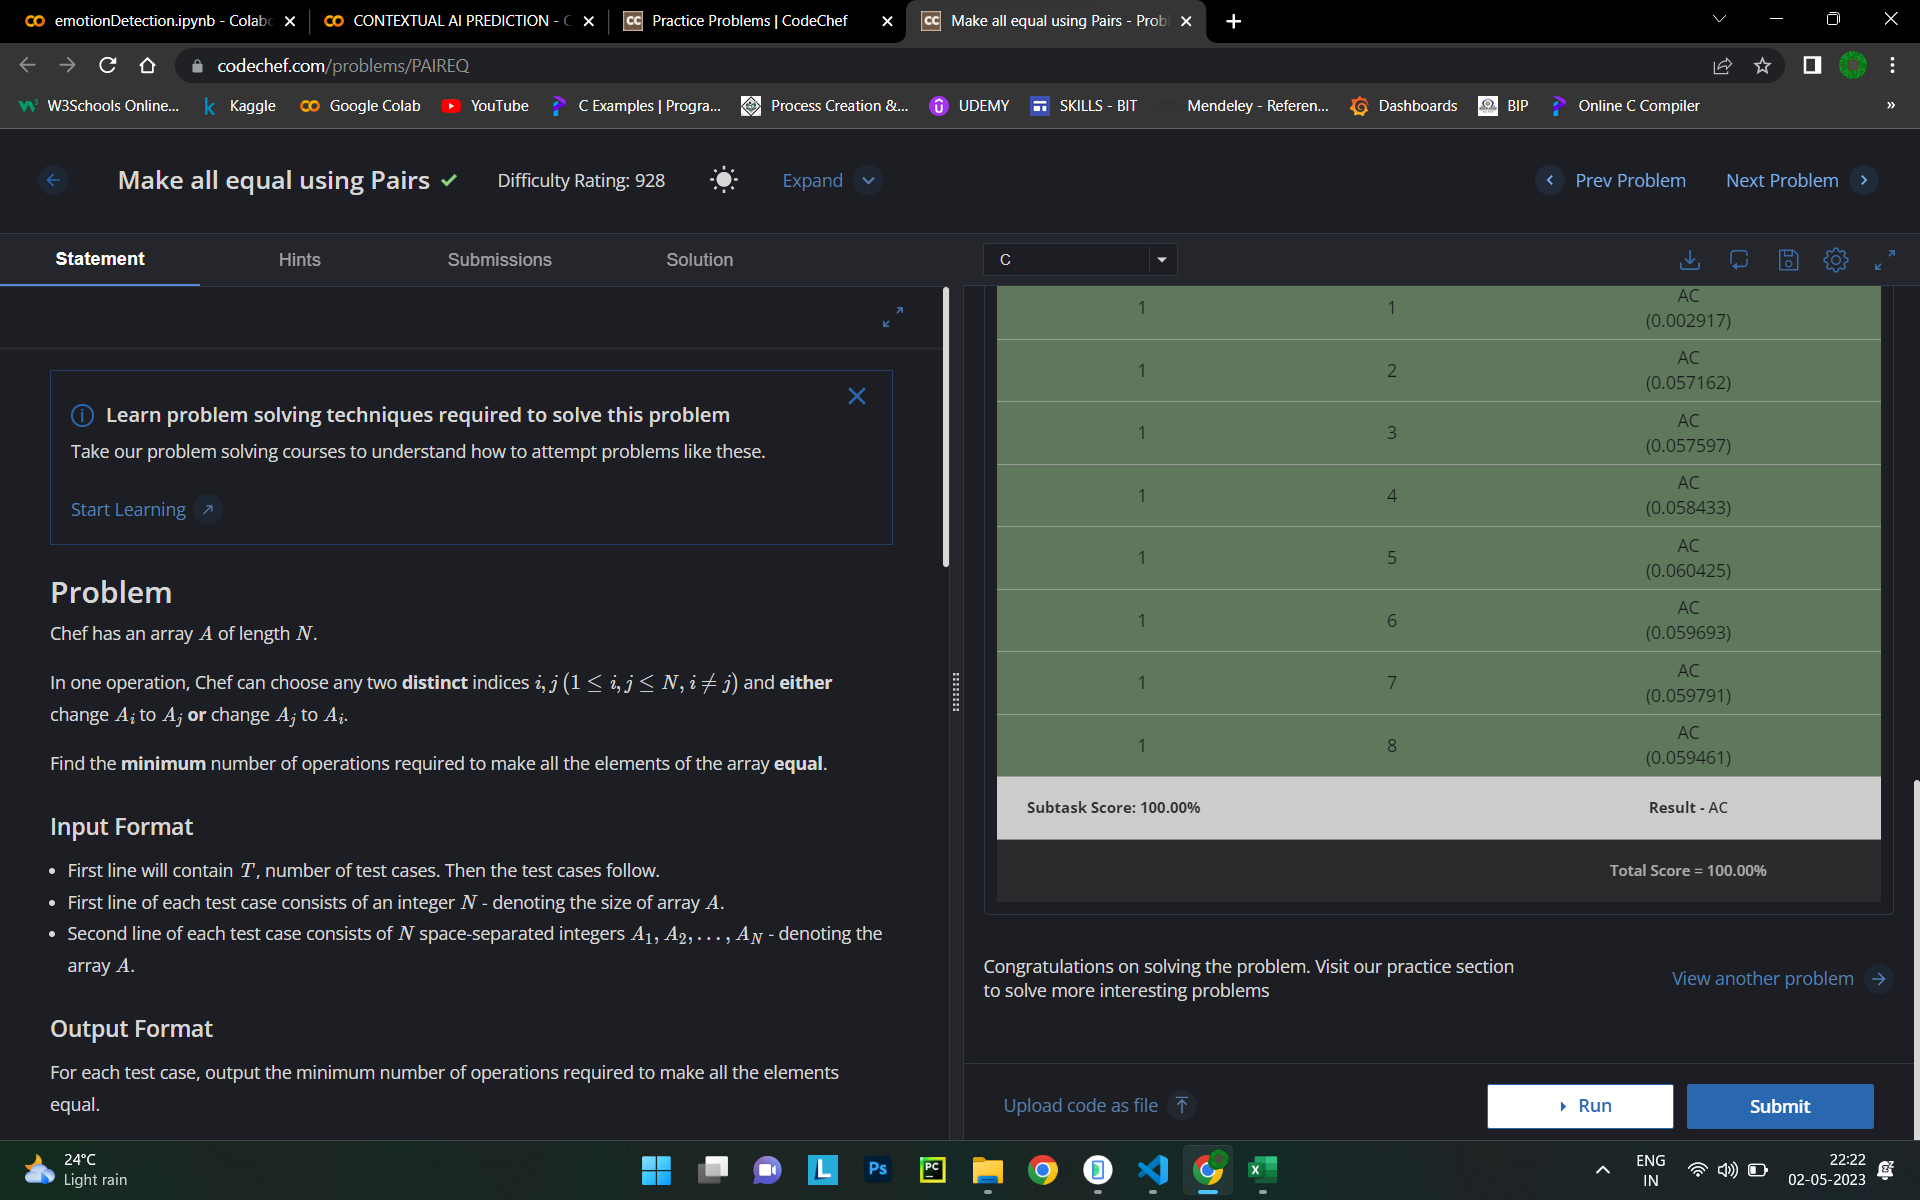 emotionDetection.ipynb - Colabo
CONTEXTUAL AI PREDICTION - C
Practice Problems | CodeChef
Make all equal using Pairs - Prob
codechef.com/problems/PAIREQ
W3Schools Online...
Kaggle
Google Colab
YouTube
C Examples | Progra...
Process Creation &...
UDEMY
SKILLS - BIT
Mendeley - Referen...
Dashboards
BIP
Online C Compiler
»
Make all equal using Pairs
Difficulty Rating: 928
Expand
Prev Problem
Next Problem
Statement
Hints
Submissions
Solution
C
Learn problem solving techniques required to solve this problem
Take our problem solving courses to understand how to attempt problems like these.
Start Learning
Problem
Chef has an array A of length N.
In one operation, Chef can choose any two distinct indices i, j (1 ≤ i, j ≤ N, i ≠ j) and either
change Aᵢ to Aⱼ or change Aⱼ to Aᵢ.
Find the minimum number of operations required to make all the elements of the array equal.
Input Format
• First line will contain T, number of test cases. Then the test cases follow.
• First line of each test case consists of an integer N - denoting the size of array A.
• Second line of each test case consists of N space-separated integers A₁, A₂, . . . , A_N - denoting the
array A.
Output Format
For each test case, output the minimum number of operations required to make all the elements
equal.
1 1 AC
(0.002917)
1 2 AC
(0.057162)
1 3 AC
(0.057597)
1 4 AC
(0.058433)
1 5 AC
(0.060425)
1 6 AC
(0.059693)
1 7 AC
(0.059791)
1 8 AC
(0.059461)
Subtask Score: 100.00% Result - AC
Total Score = 100.00%
Congratulations on solving the problem. Visit our practice section
to solve more interesting problems
View another problem
Upload code as file
Run
Submit
24°C
Light rain
L
Ps
PC
ENG
IN
22:22
02-05-2023